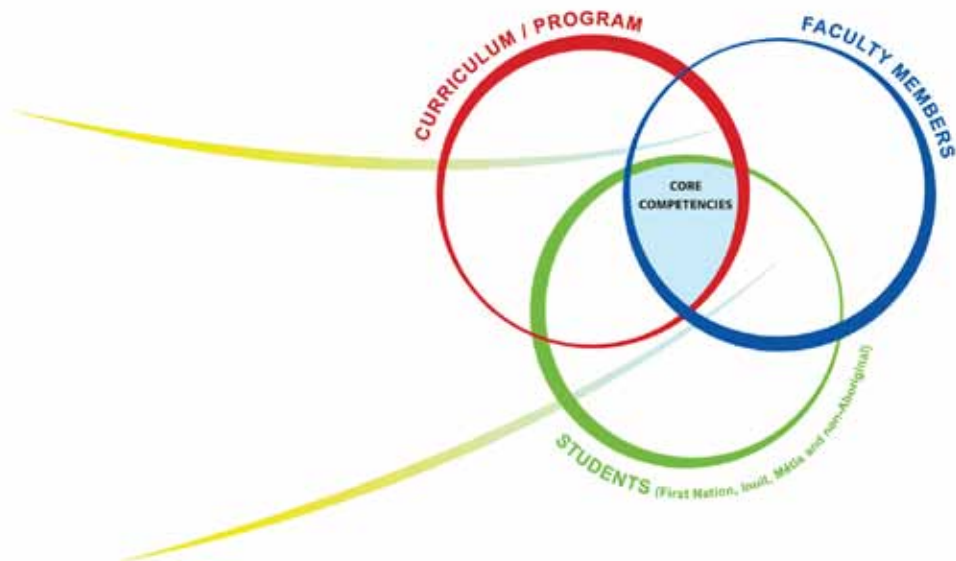 CURRICULUM / PROGRAM
FACULTY MEMBERS
CORE
COMPETENCIES
STUDENTS (First Nation, Inuit, Métis and non-Aboriginal)